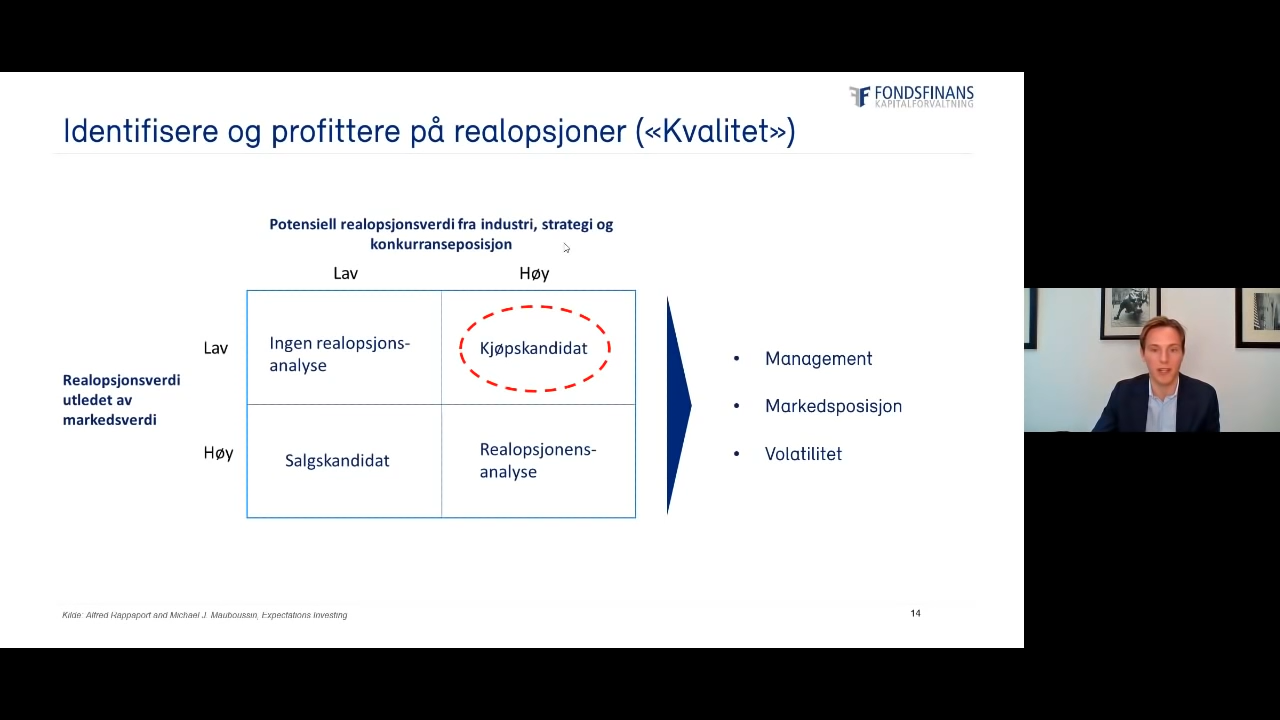 FONDSFINANS
KAPITALFORVALTNING
Identifisere og profittere på realopsjoner («Kvalitet»)
Potensiell realopsjonsverdi fra industri, strategi og
konkurranseposisjon
Lav
Høy
Lav
Ingen realopsjons-
analyse
Kjøpskandidat
Realopsjonsverdi
utledet av
markedsverdi
Høy
Salgskandidat
Realopsjonens-
analyse
• Management
• Markedsposisjon
• Volatilitet
Kilde: Alfred Rappaport and Michael J. Mauboussin, Expectations Investing
14